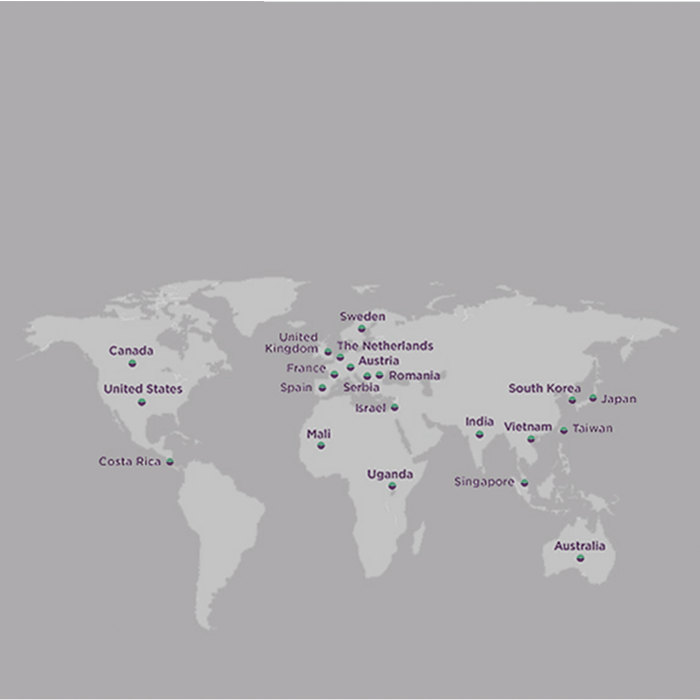 Sweden
United
Kingdom
The Netherlands
Canada
Austria
France
Romania
United States
Spain
Serbia
South Korea
Japan
Israel
India
Vietnam
Taiwan
Mali
Costa Rica
Uganda
Singapore
Australia